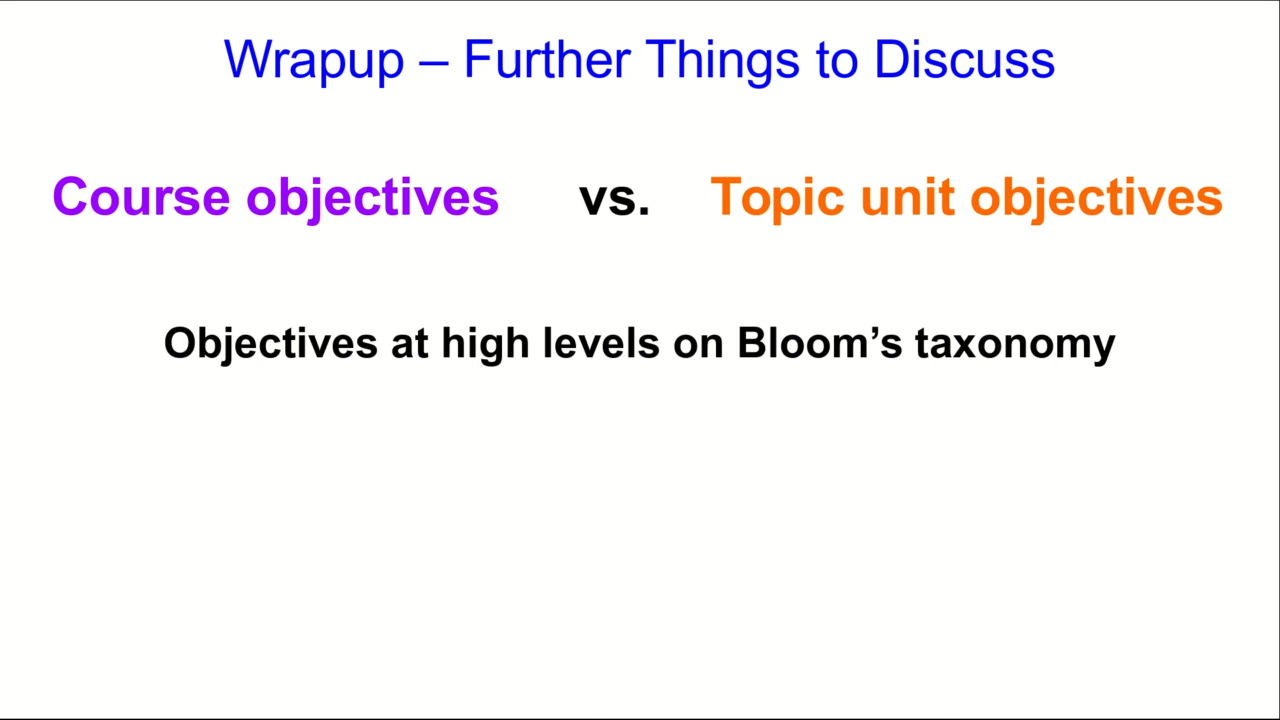 Wrapup – Further Things to Discuss
Course objectives vs. Topic unit objectives
Objectives at high levels on Bloom’s taxonomy